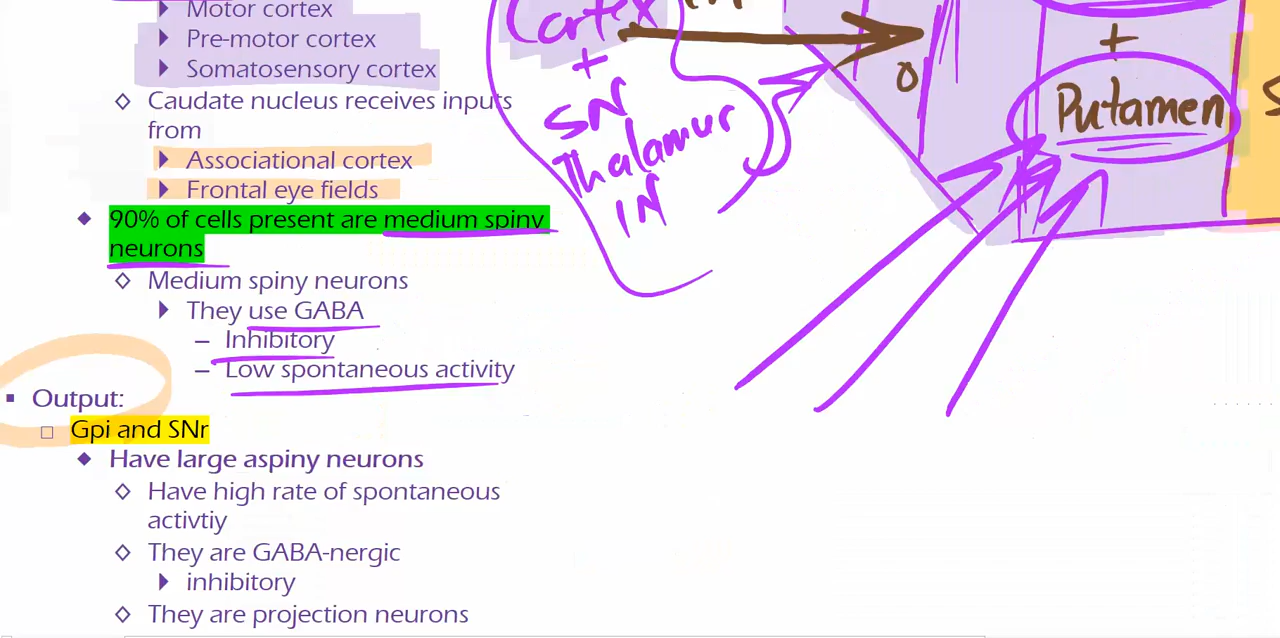 Motor cortex
Pre-motor cortex
Somatosensory cortex
Caudate nucleus receives inputs
from
Associational cortex
Frontal eye fields
90% of cells present are medium spiny
neurons
Medium spiny neurons
They use GABA
– Inhibitory
– Low spontaneous activity
Output:
Gpi and SNr
Have large aspiny neurons
Have high rate of spontaneous
activtiy
They are GABA-nergic
inhibitory
They are projection neurons
Cortex
+
SN
Thalamus
IN
+
Putamen